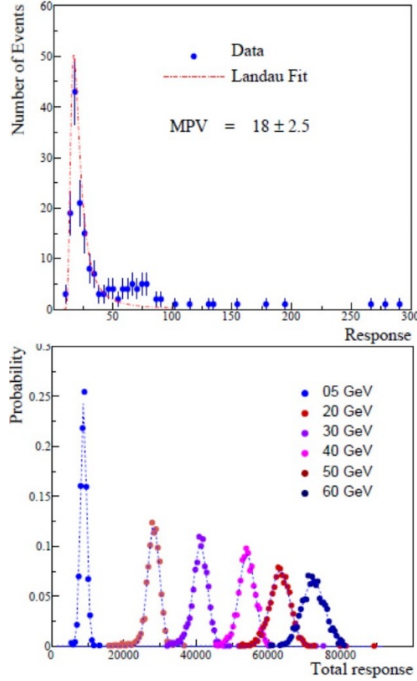 Number of Events
60
50
40
30
20
10
0
Data
Landau Fit
MPV = 18 ± 2.5
50 100 150 200 250 300
Response
Probability
0.3
0.25
0.2
0.15
0.1
0.05
0
05 GeV
20 GeV
30 GeV
40 GeV
50 GeV
60 GeV
0 20000 40000 60000 80000
Total response